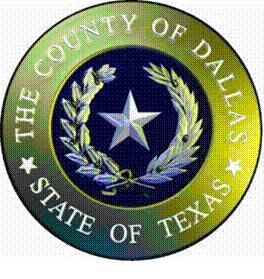 THE COUNTY OF DALLAS
STATE OF TEXAS